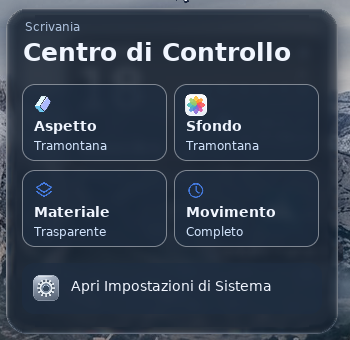 Scrivania
Centro di Controllo
Aspetto
Tramontana
Sfondo
Tramontana
Materiale
Trasparente
Movimento
Completo
Apri Impostazioni di Sistema